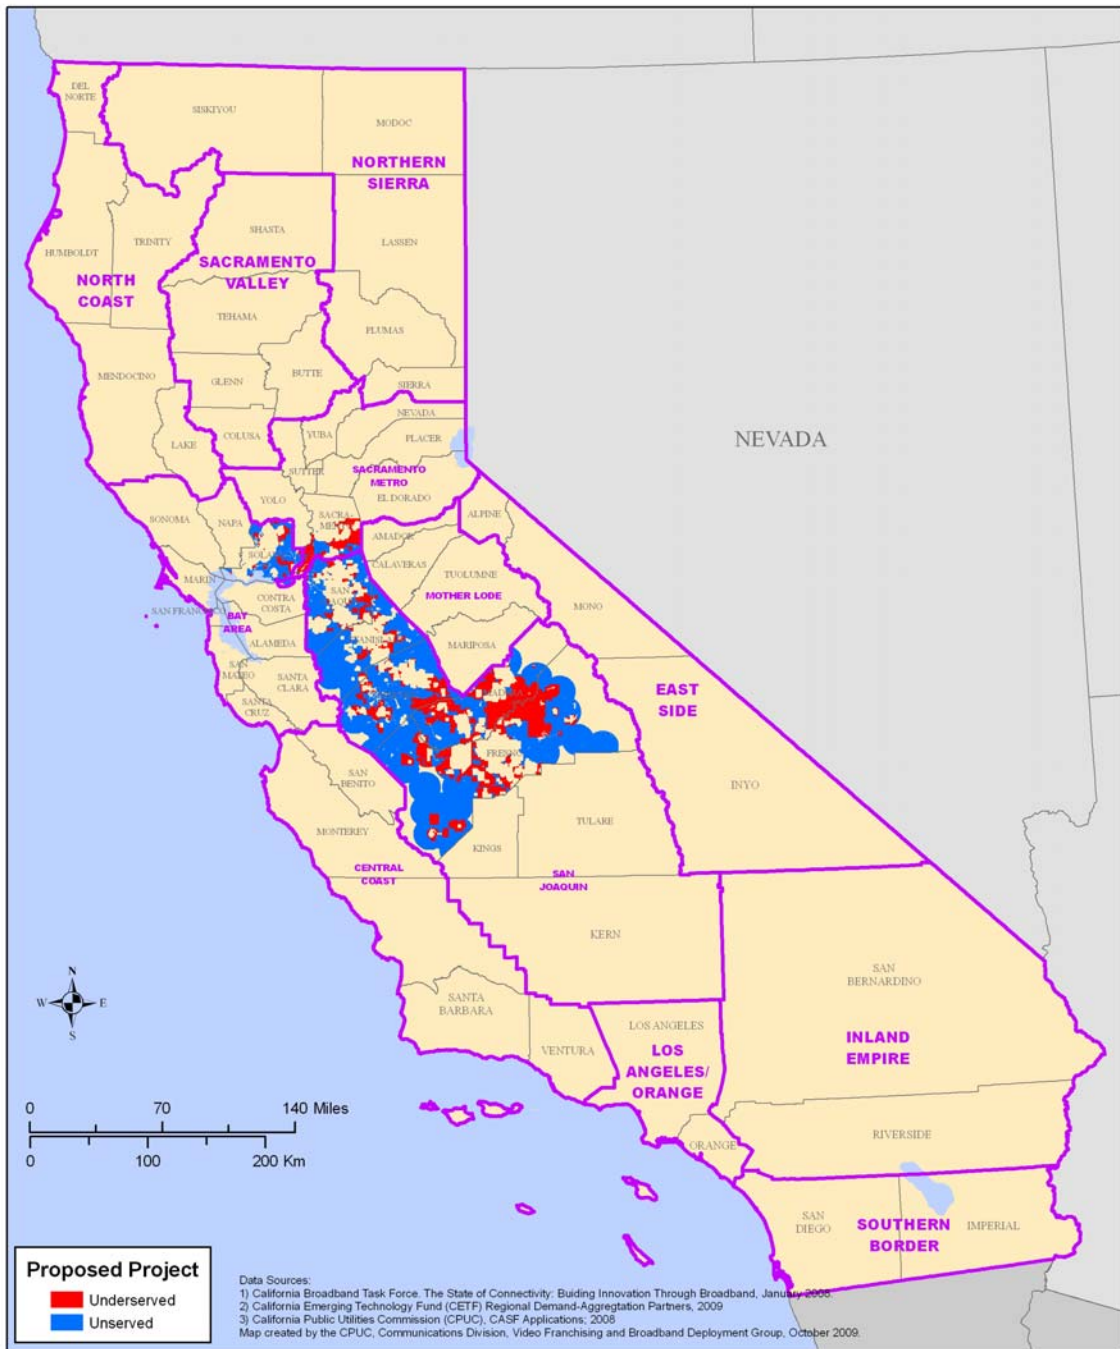 DEL
NORTE
SISKIYOU
MODOC
NORTHERN
SIERRA
SHASTA
LASSEN
TRINITY
HUMBOLDT
SACRAMENTO
VALLEY
NORTH
COAST
TEHAMA
PLUMAS
MENDOCINO
GLENN
BUTTE
SIERRA
NEVADA
COLUSA
YUBA
LAKE
PLACER
NEVADA
SUTTER
SACRAMENTO
METRO
EL DORADO
YOLO
SONOMA
NAPA
SACRA-
ALPINE
AMADOR
CALAVERAS
MARIN
CONTRA
COSTA
SAN
TUOLUMNE
MOTHER LODE
MONO
SAN FRANCISCO
BAY
AREA
ALAMEDA
MARIPOSA
SAN
MATEO
SANTA
CLARA
SANTA
CRUZ
EAST
SIDE
FRESNO
SAN
BENITO
INYO
MONTEREY
TULARE
KINGS
CENTRAL
COAST
SAN
JOAQUIN
KERN
SAN
BERNARDINO
SANTA
BARBARA
VENTURA
LOS ANGELES
LOS
ANGELES/
ORANGE
INLAND
EMPIRE
ORANGE
RIVERSIDE
SAN
DIEGO
IMPERIAL
SOUTHERN
BORDER
N
W E
S
0 70 140 Miles
0 100 200 Km
Proposed Project
Underserved
Unserved
Data Sources:
1) California Broadband Task Force. The State of Connectivity: Buiding Innovation Through Broadband, January 2008.
2) California Emerging Technology Fund (CETF) Regional Demand-Aggregtation Partners, 2009
3) California Public Utilities Commission (CPUC), CASF Applications; 2008
Map created by the CPUC, Communications Division, Video Franchising and Broadband Deployment Group, October 2009.